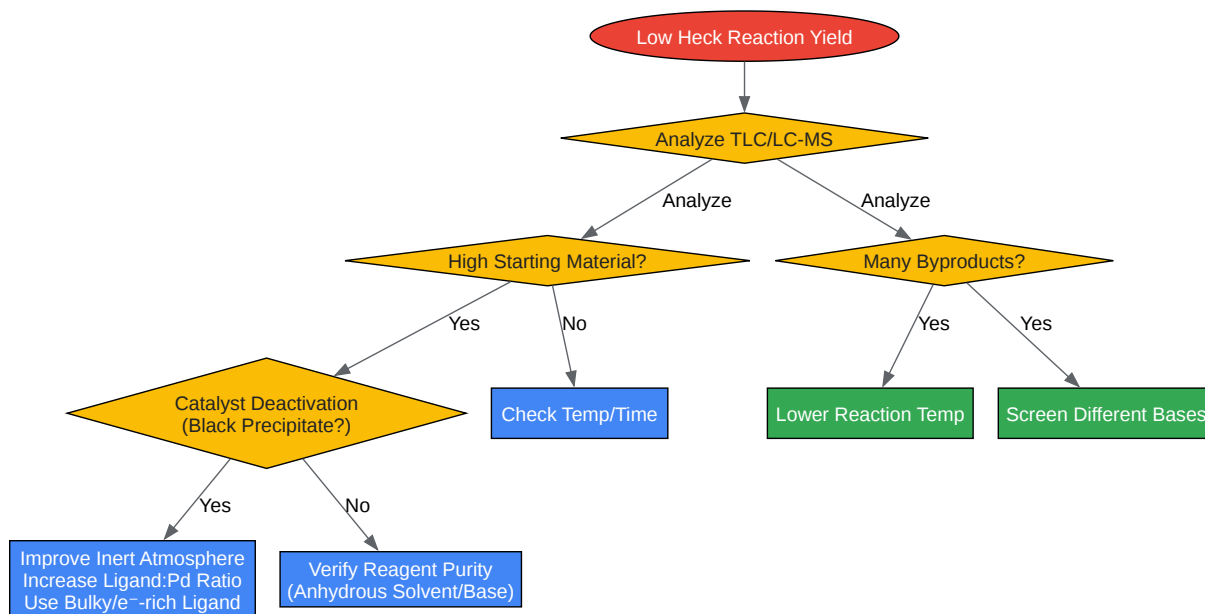 Low Heck Reaction Yield
Analyze TLC/LC-MS
Analyze
Analyze
High Starting Material?
Many Byproducts?
Yes
No
Yes
Yes
Catalyst Deactivation
(Black Precipitate?)
Check Temp/Time
Lower Reaction Temp
Screen Different Bases
Yes
No
Improve Inert Atmosphere
Increase Ligand:Pd Ratio
Use Bulky/e⁻-rich Ligand
Verify Reagent Purity
(Anhydrous Solvent/Base)